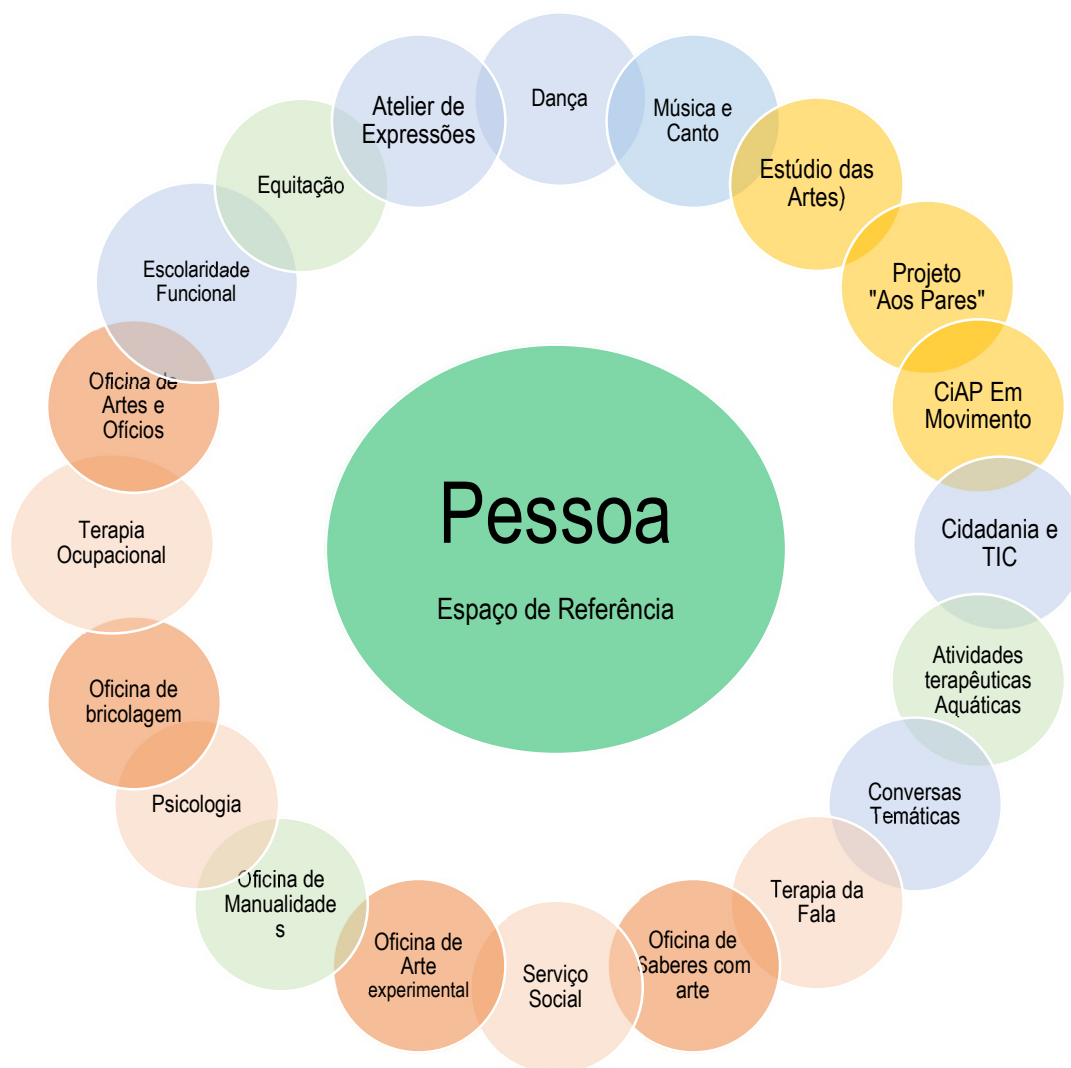 Dança
Música e
Canto
Estúdio das
Artes)
Projeto
"Aos Pares"
CiAP Em
Movimento
Cidadania e
TIC
Atividades
terapêuticas
Aquáticas
Conversas
Temáticas
Terapia da
Fala
Oficina de
Saberes com
arte
Serviço
Social
Oficina de
Arte
experimental
Oficina de
Manualidade
s
Psicologia
Oficina de
bricolagem
Terapia
Ocupacional
Oficina de
Artes e
Ofícios
Escolaridade
Funcional
Equitação
Atelier de
Expressões
Pessoa
Espaço de Referência